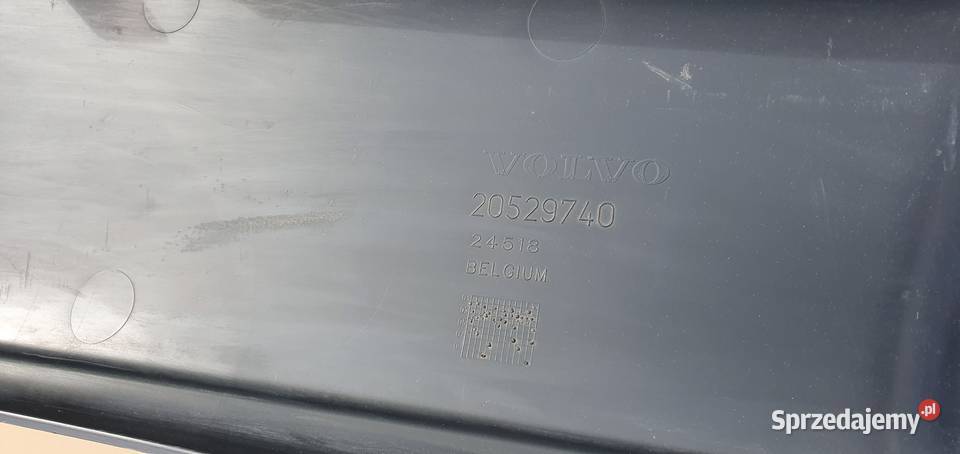 VOLVO
20529740
24518
BELGIUM
Sprzedajemy.pl